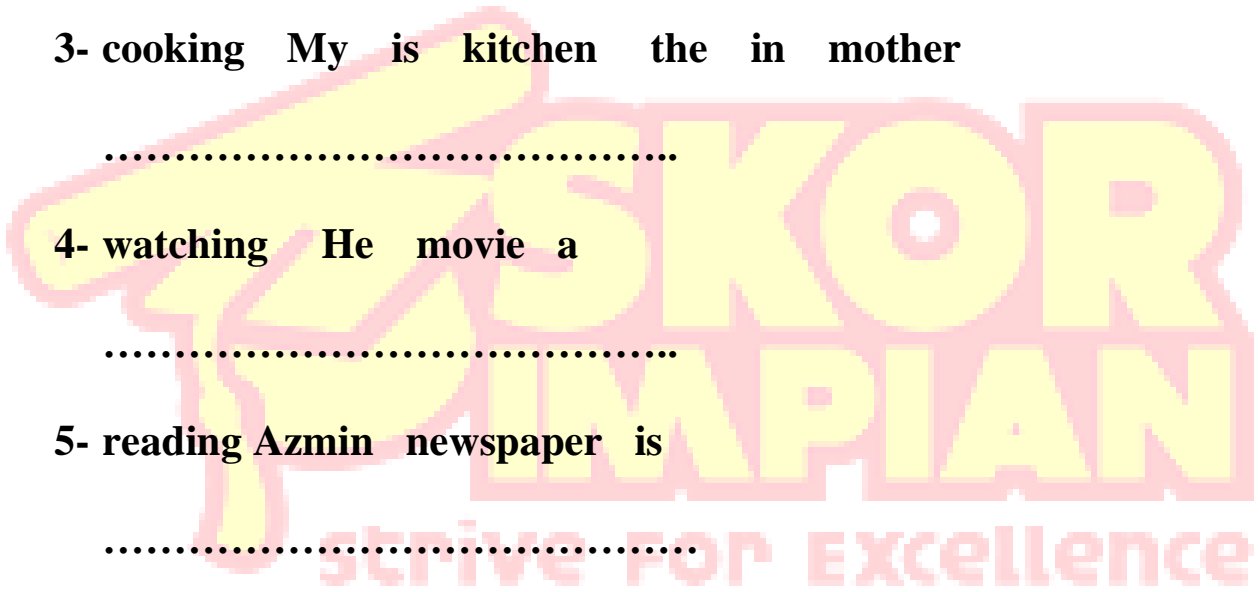 3- cooking My is kitchen the in mother
……………………………………..
4- watching He movie a
……………………………………..
5- reading Azmin newspaper is
……………………………………
SKOR
IMPIAN
strive FOR EXcellence